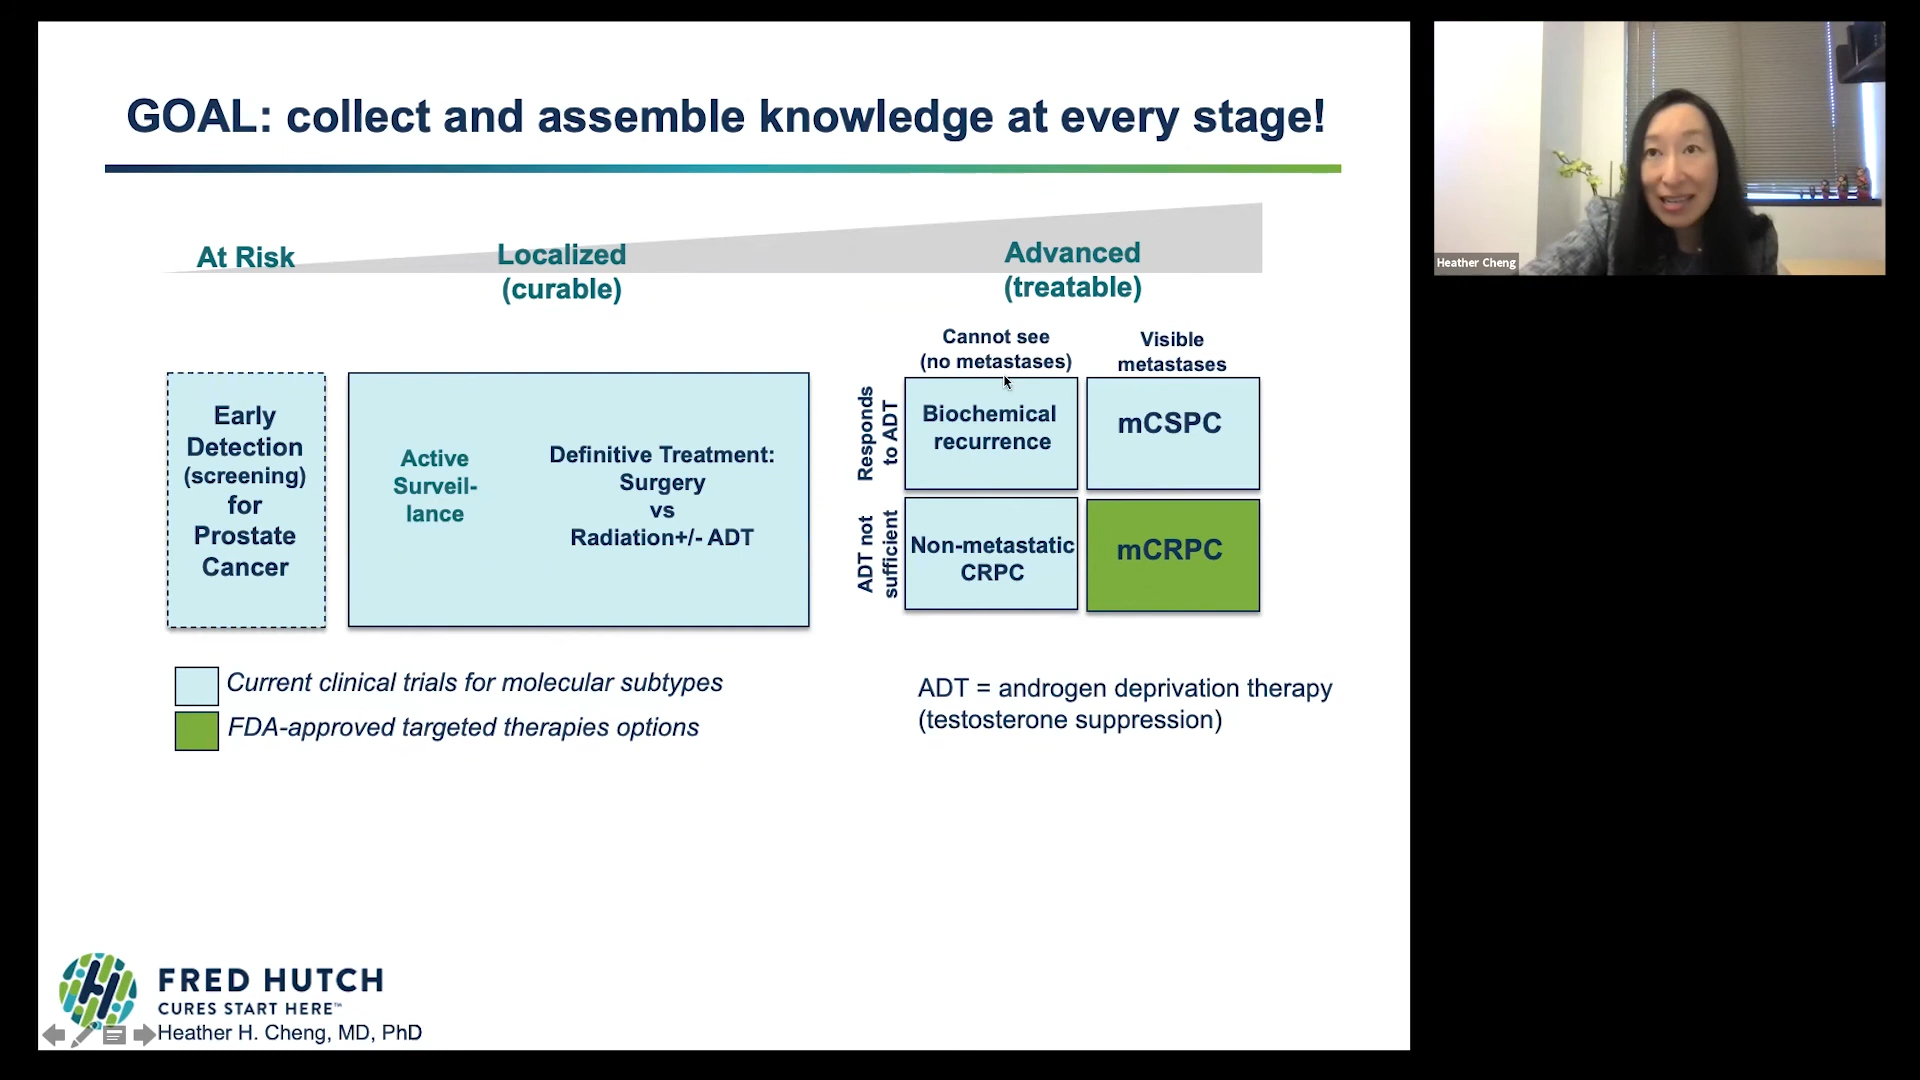 GOAL: collect and assemble knowledge at every stage!
At Risk
Localized
(curable)
Advanced
(treatable)
Cannot see
(no metastases)
Visible
metastases
Early
Detection
(screening)
for
Prostate
Cancer
Active
Surveil-
lance
Definitive Treatment:
Surgery
vs
Radiation+/- ADT
Responds
to ADT
Biochemical
recurrence
mCSPC
ADT not
sufficient
Non-metastatic
CRPC
mCRPC
Current clinical trials for molecular subtypes
FDA-approved targeted therapies options
ADT = androgen deprivation therapy
(testosterone suppression)
FRED HUTCH
CURES START HERE™
Heather H. Cheng, MD, PhD
Heather Cheng